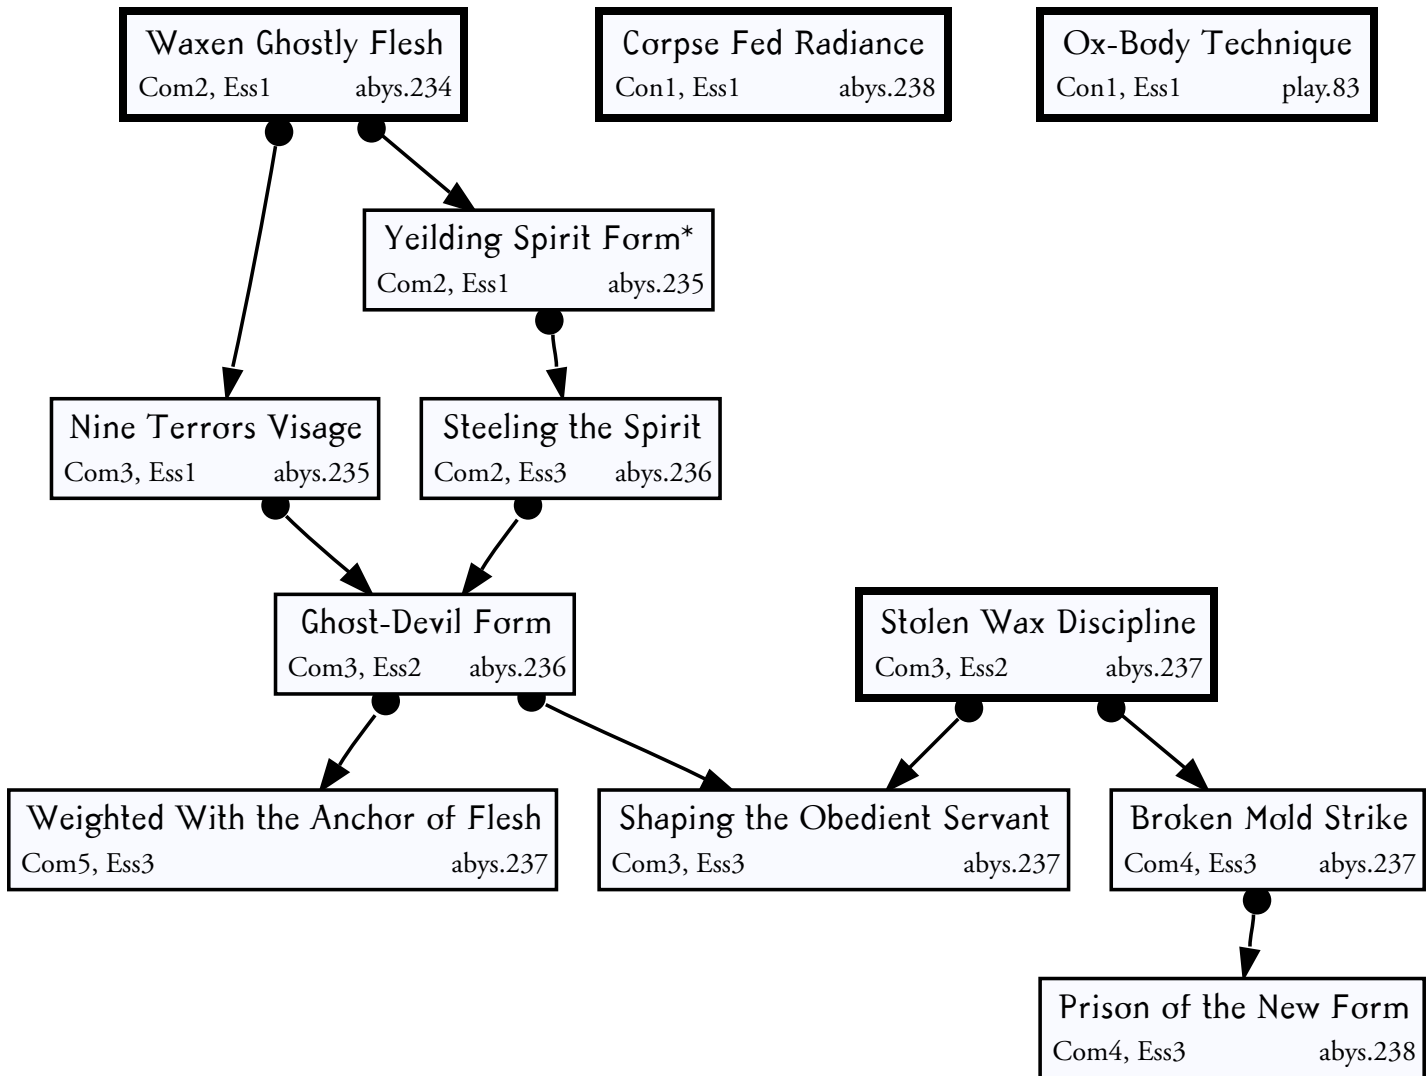 Waxen Ghostly Flesh
Com2, Ess1 abys.234
Corpse Fed Radiance
Con1, Ess1 abys.238
Ox-Body Technique
Con1, Ess1 play.83
Yeilding Spirit Form*
Com2, Ess1 abys.235
Nine Terrors Visage
Com3, Ess1 abys.235
Steeling the Spirit
Com2, Ess3 abys.236
Ghost-Devil Form
Com3, Ess2 abys.236
Stolen Wax Discipline
Com3, Ess2 abys.237
Weighted With the Anchor of Flesh
Com5, Ess3 abys.237
Shaping the Obedient Servant
Com3, Ess3 abys.237
Broken Mold Strike
Com4, Ess3 abys.237
Prison of the New Form
Com4, Ess3 abys.238